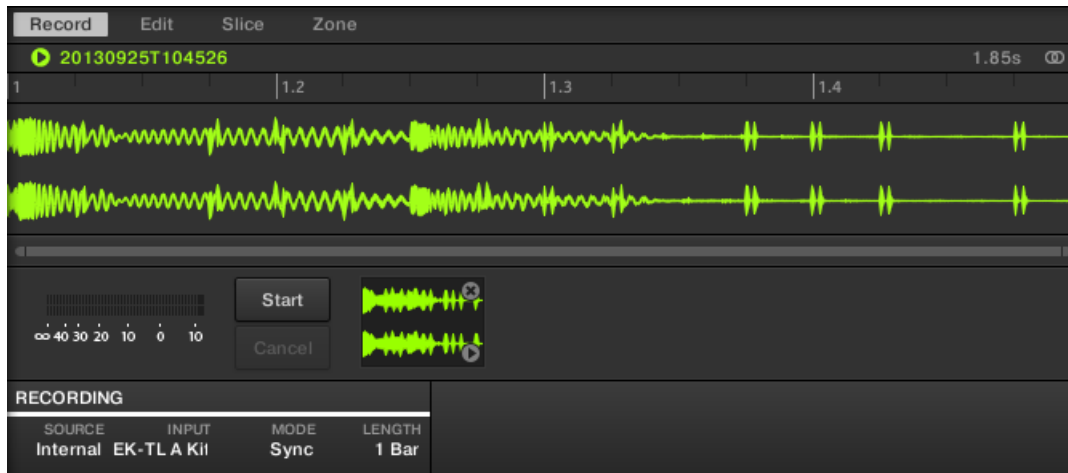 Record Edit Slice Zone
20130925T104526 1.85s
1 1.2 1.3 1.4
Start
∞ 40 30 20 10 0 10
Cancel
RECORDING
SOURCE INPUT MODE LENGTH
Internal EK-TL A Kit Sync 1 Bar